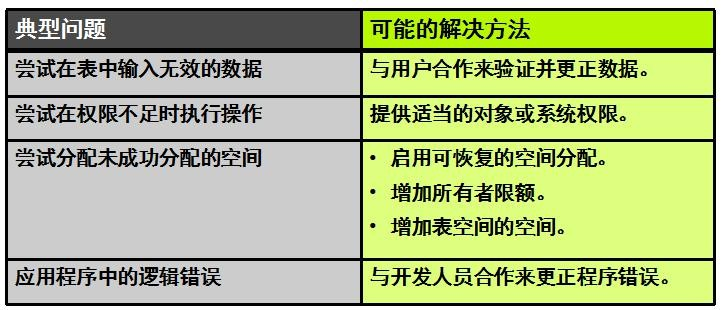 典型问题
可能的解决方法
尝试在表中输入无效的数据
与用户合作来验证并更正数据。
尝试在权限不足时执行操作
提供适当的对象或系统权限。
尝试分配未成功分配的空间
• 启用可恢复的空间分配。
• 增加所有者限额。
• 增加表空间的空间。
应用程序中的逻辑错误
与开发人员合作来更正程序错误。